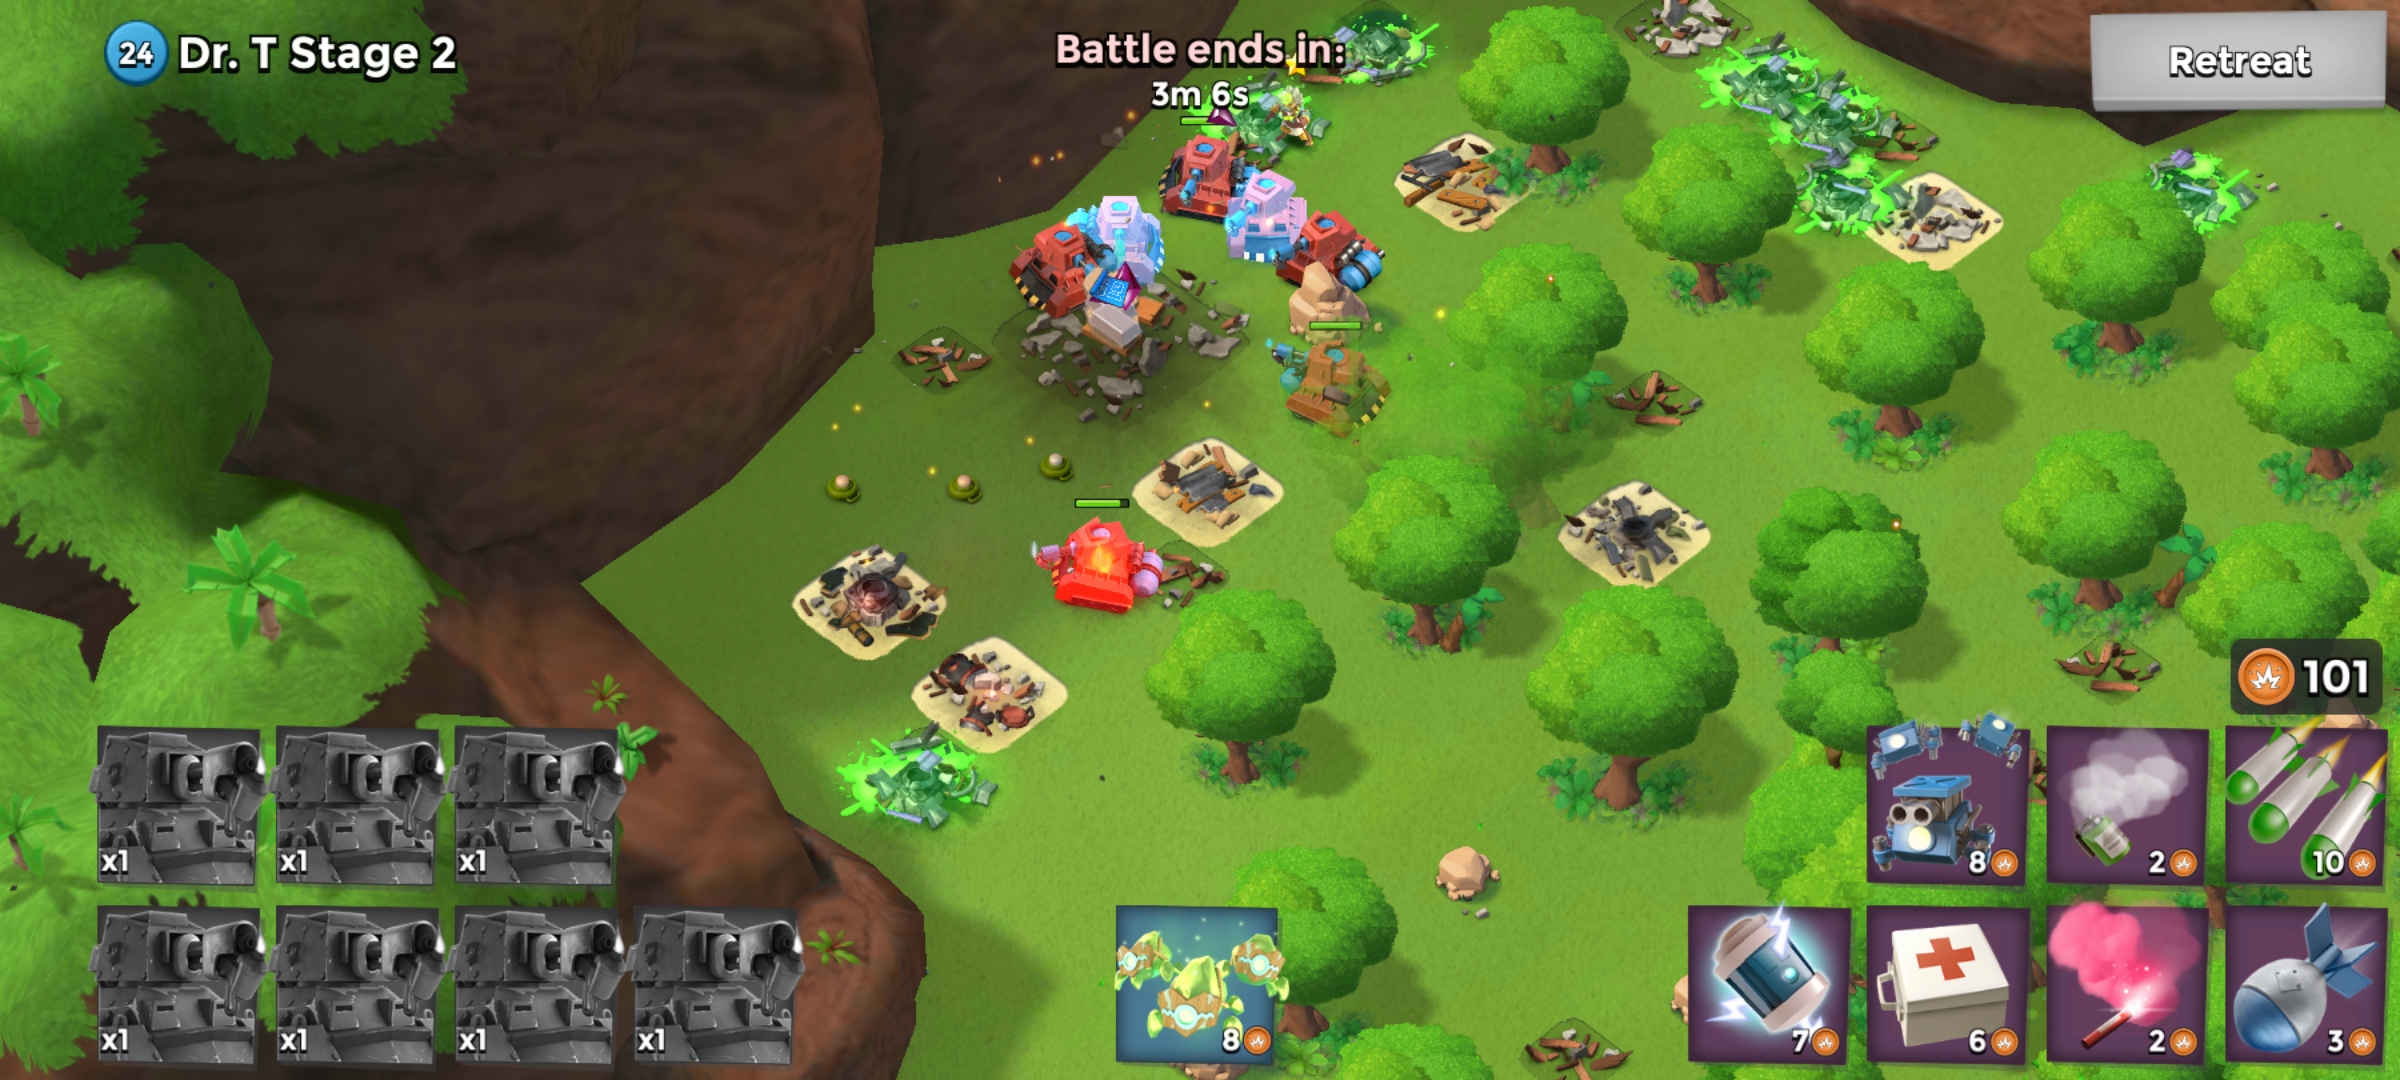 24 Dr. T Stage 2
Battle ends in:
3m 6s
Retreat
101
x1 x1 x1
8 2 10
x1 x1 x1 x1
8 7 6 2 3